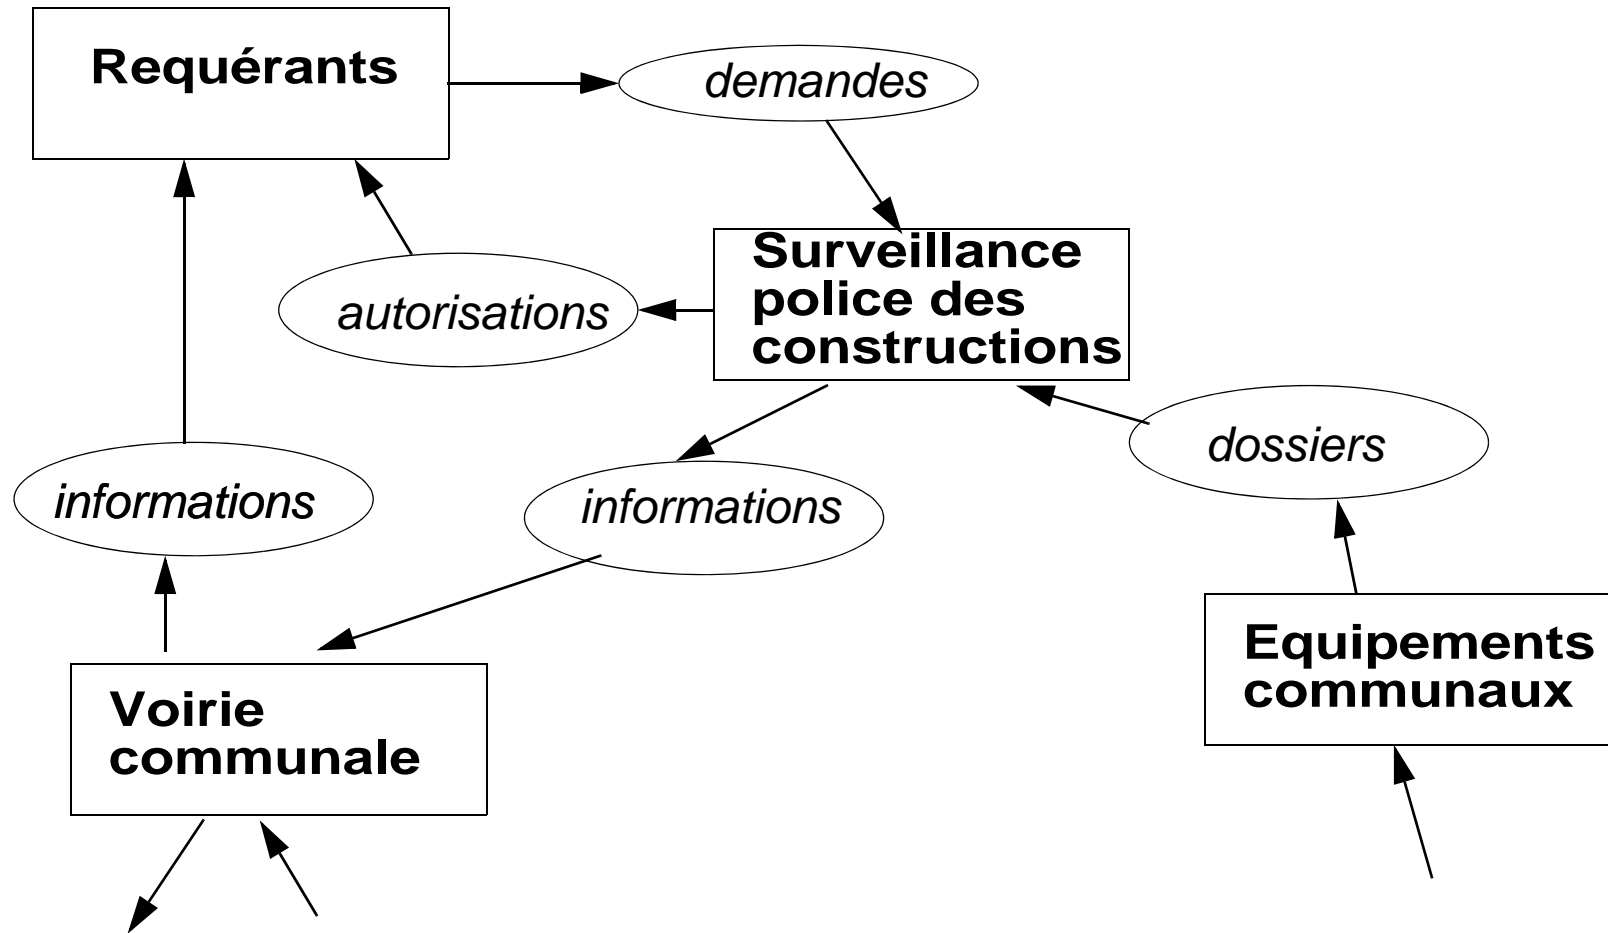 Requérants
demandes
Surveillance
police des
constructions
autorisations
dossiers
informations
informations
Equipements
communaux
Voirie
communale